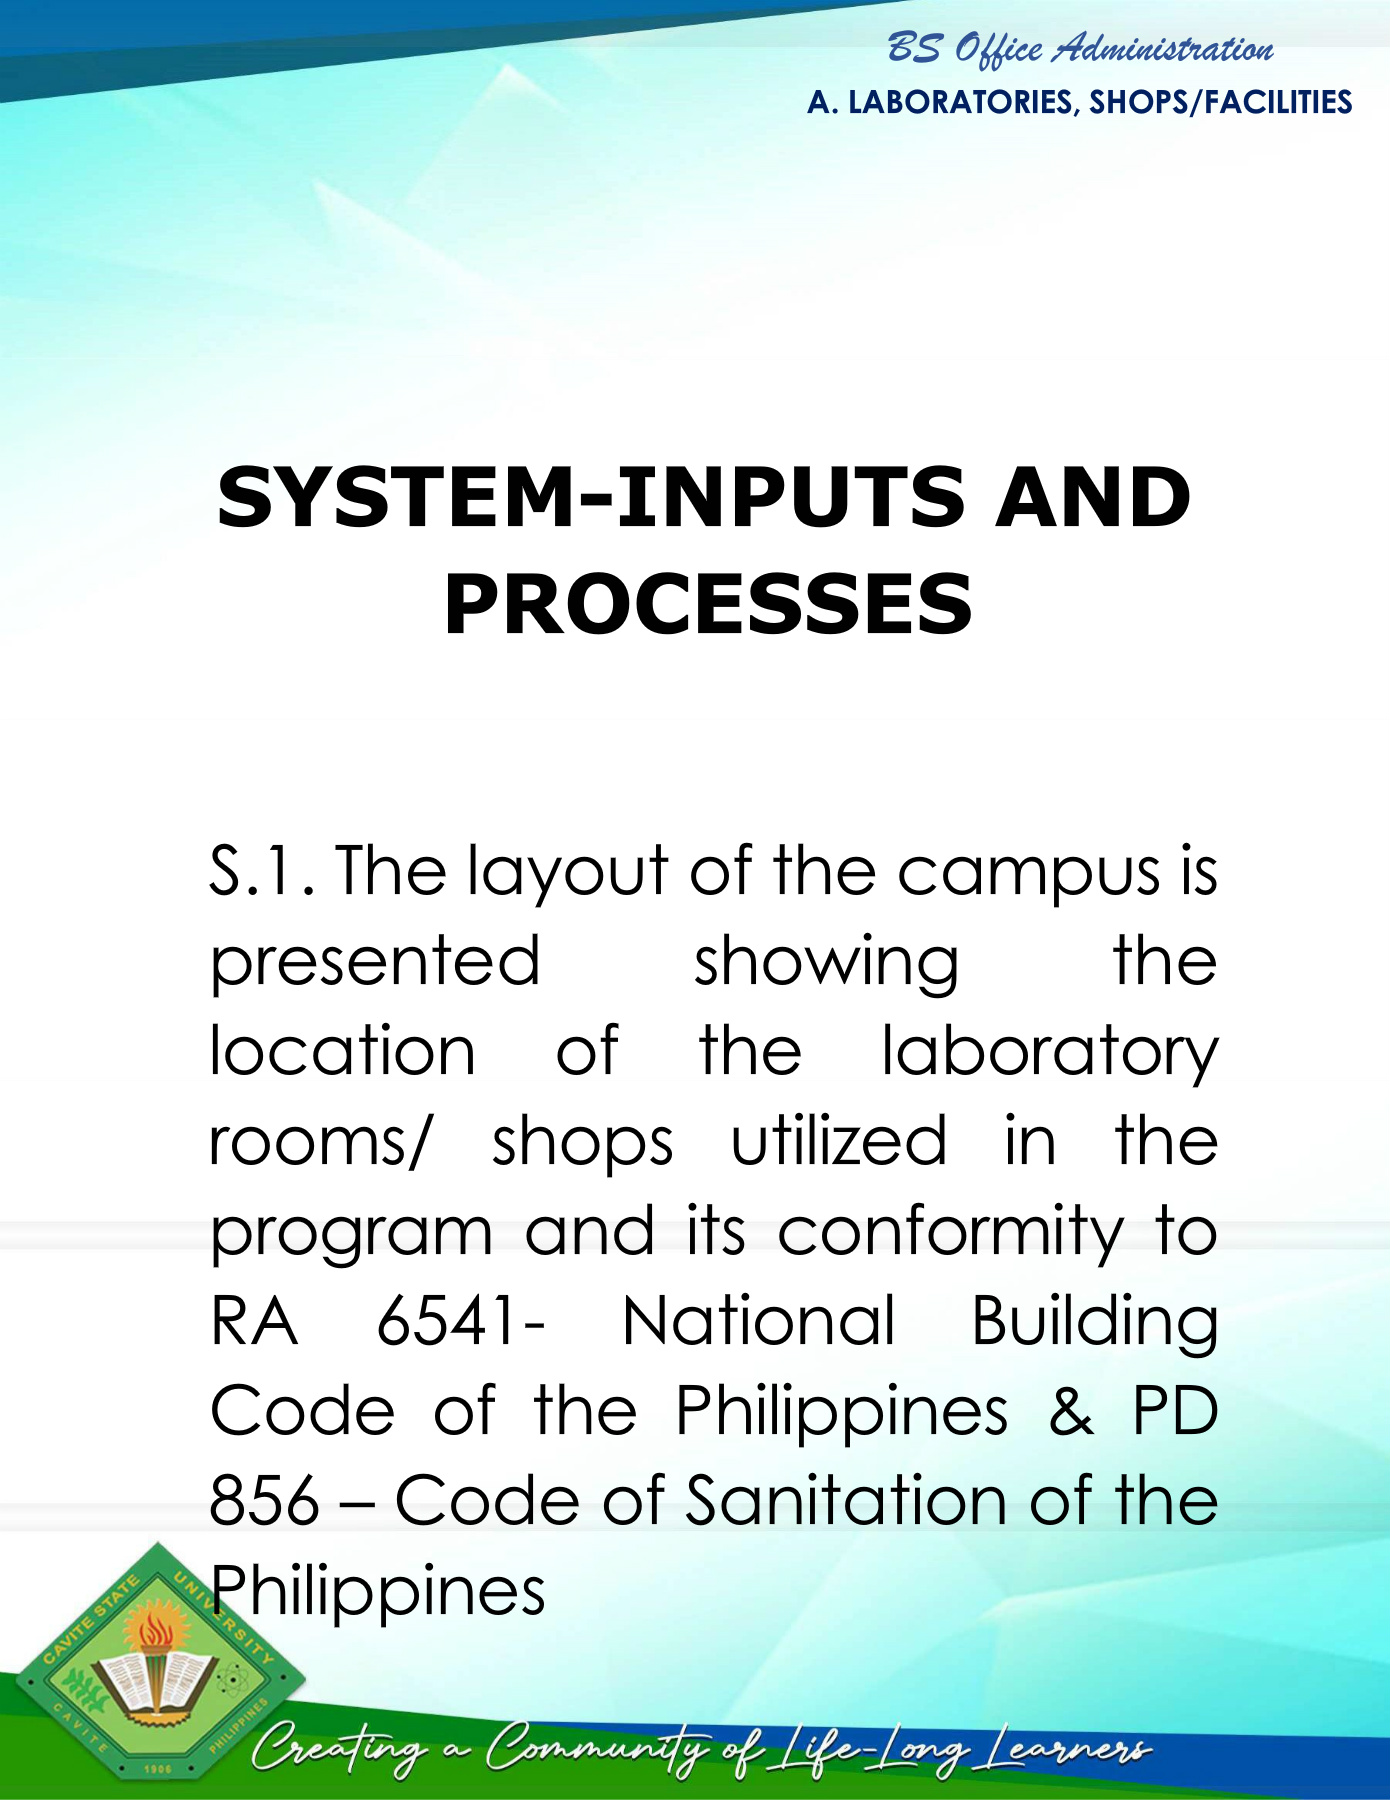 BS Office Administration
A. LABORATORIES, SHOPS/FACILITIES
SYSTEM-INPUTS AND
PROCESSES
S.1. The layout of the campus is
presented showing the
location of the laboratory
rooms/ shops utilized in the
program and its conformity to
RA 6541- National Building
Code of the Philippines & PD
856 – Code of Sanitation of the
Philippines
CAVITE STATE UNIVERSITY
CAVITE 1906 PHILIPPINES
Creating a Community of Life-Long Learners